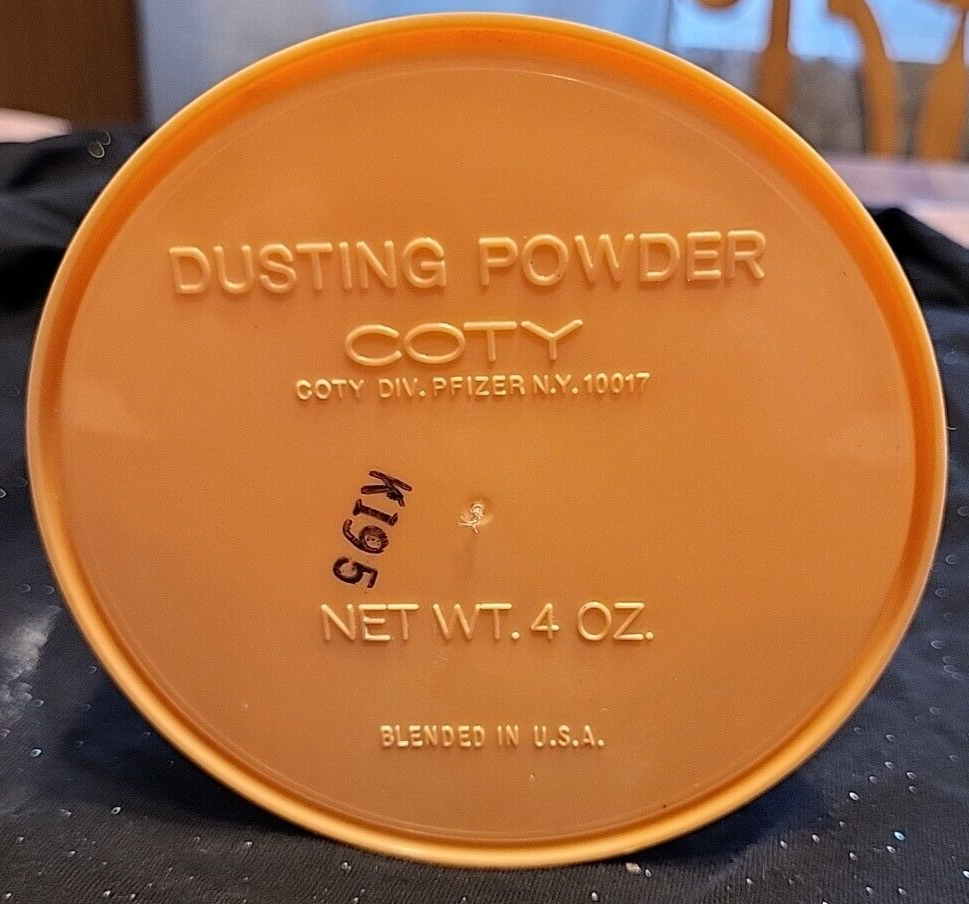 DUSTING POWDER
COTY
COTY DIV. PFIZER N.Y. 10017
K195
NET WT. 4 OZ.
BLENDED IN U.S.A.